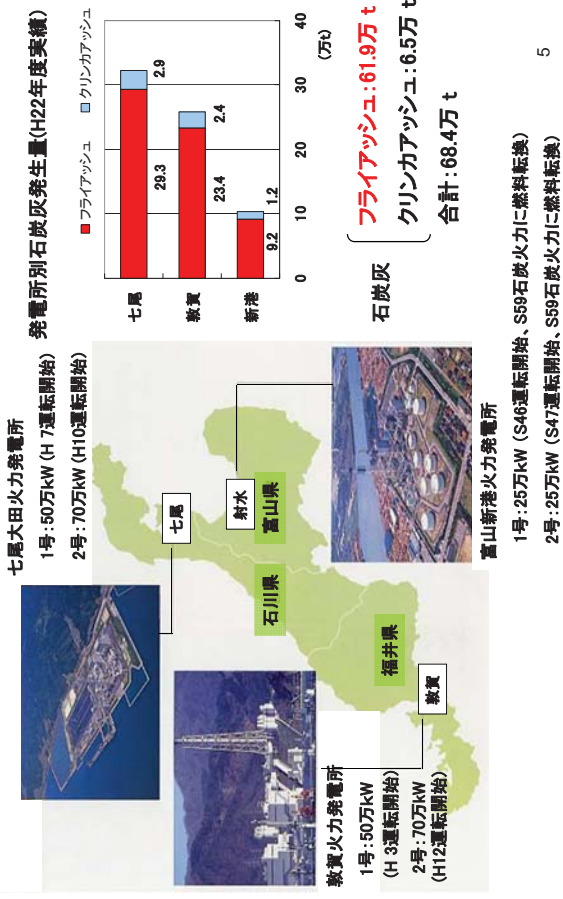 七尾大田火力発電所
1号:50万kW (H 7運転開始)
2号:70万kW (H10運転開始)
七尾
射水
富山県
石川県
福井県
敦賀
敦賀火力発電所
1号:50万kW
(H 3運転開始)
2号:70万kW
(H12運転開始)
富山新港火力発電所
1号:25万kW (S46運転開始、S59石炭火力に燃料転換)
2号:25万kW (S47運転開始、S59石炭火力に燃料転換)
発電所別石炭灰発生量(H22年度実績)
フライアッシュ クリンカアッシュ
七尾 29.3 2.9
敦賀 23.4 2.4
新港 9.2 1.2
0 10 20 30 40
(万t)
石炭灰
フライアッシュ:61.9万 t
クリンカアッシュ:6.5万 t
合計:68.4万 t
5